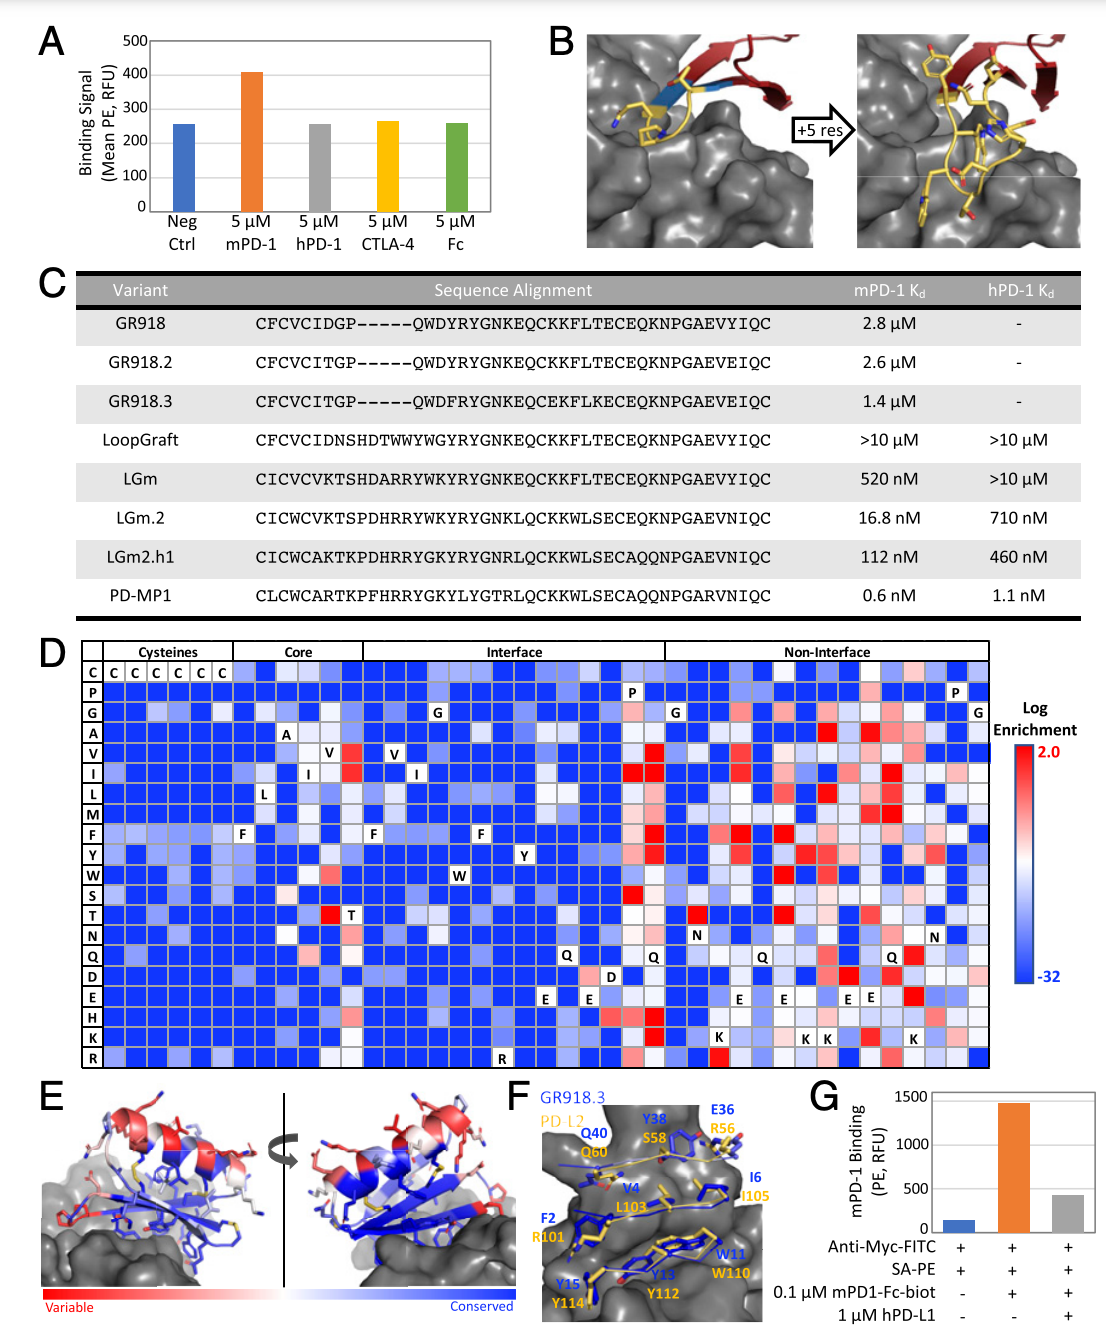 A
500
400
300
200
100
0
Binding Signal
(Mean PE, RFU)
Neg Ctrl
5 µM mPD-1
5 µM hPD-1
5 µM CTLA-4
5 µM Fc
B
+5 res
C
Variant Sequence Alignment mPD-1 Kd hPD-1 Kd
GR918 CFCVCIDGP-----QWDYRYGNKEQCKKFLTECEQKNPGAEVYIQC 2.8 µM -
GR918.2 CFCVCITGP-----QWDYRYGNKEQCKKFLTECEQKNPGAEVEIQC 2.6 µM -
GR918.3 CFCVCITGP-----QWDFRYGNKEQCEKFLKECEQKNPGAEVEIQC 1.4 µM -
LoopGraft CFCVCIDNSHDTWWYWGYRYGNKEQCKKFLTECEQKNPGAEVYIQC >10 µM >10 µM
LGm CICVCVKTSHDARRYWKYRYGNKEQCKKFLTECEQKNPGAEVYIQC 520 nM >10 µM
LGm.2 CICWCVKTSPDHRRYWKYRYGNKLQCKKWLSECEQKNPGAEVNIQC 16.8 nM 710 nM
LGm2.h1 CICWCAKTKPDHRRYGKYRYGNRLQCKKWLSECAQQNPGAEVNIQC 112 nM 460 nM
PD-MP1 CLCWCARTKPFHRRYGKYLYGTRLQCKKWLSECAQQNPGARVNIQC 0.6 nM 1.1 nM
D
Cysteines Core Interface Non-Interface
C C C C C C C
P P P
G G G G
A A
V V V
I I I
L L
M
F F F F
Y Y
W W
S
T T
N N N
Q Q Q Q Q
D D
E E E E E E E
H
K K K K K
R R
Log
Enrichment
2.0
-32
E
Variable Conserved
F
GR918.3
PD-L2
Q40
Q60
Y38
S58
E36
R56
I6
I105
V4
L103
F2
R101
W11
W110
Y13
Y112
Y15
Y114
G
mPD-1 Binding
(PE, RFU)
1500
1000
500
0
Anti-Myc-FITC + + +
SA-PE + + +
0.1 µM mPD1-Fc-biot - + +
1 µM hPD-L1 - - +